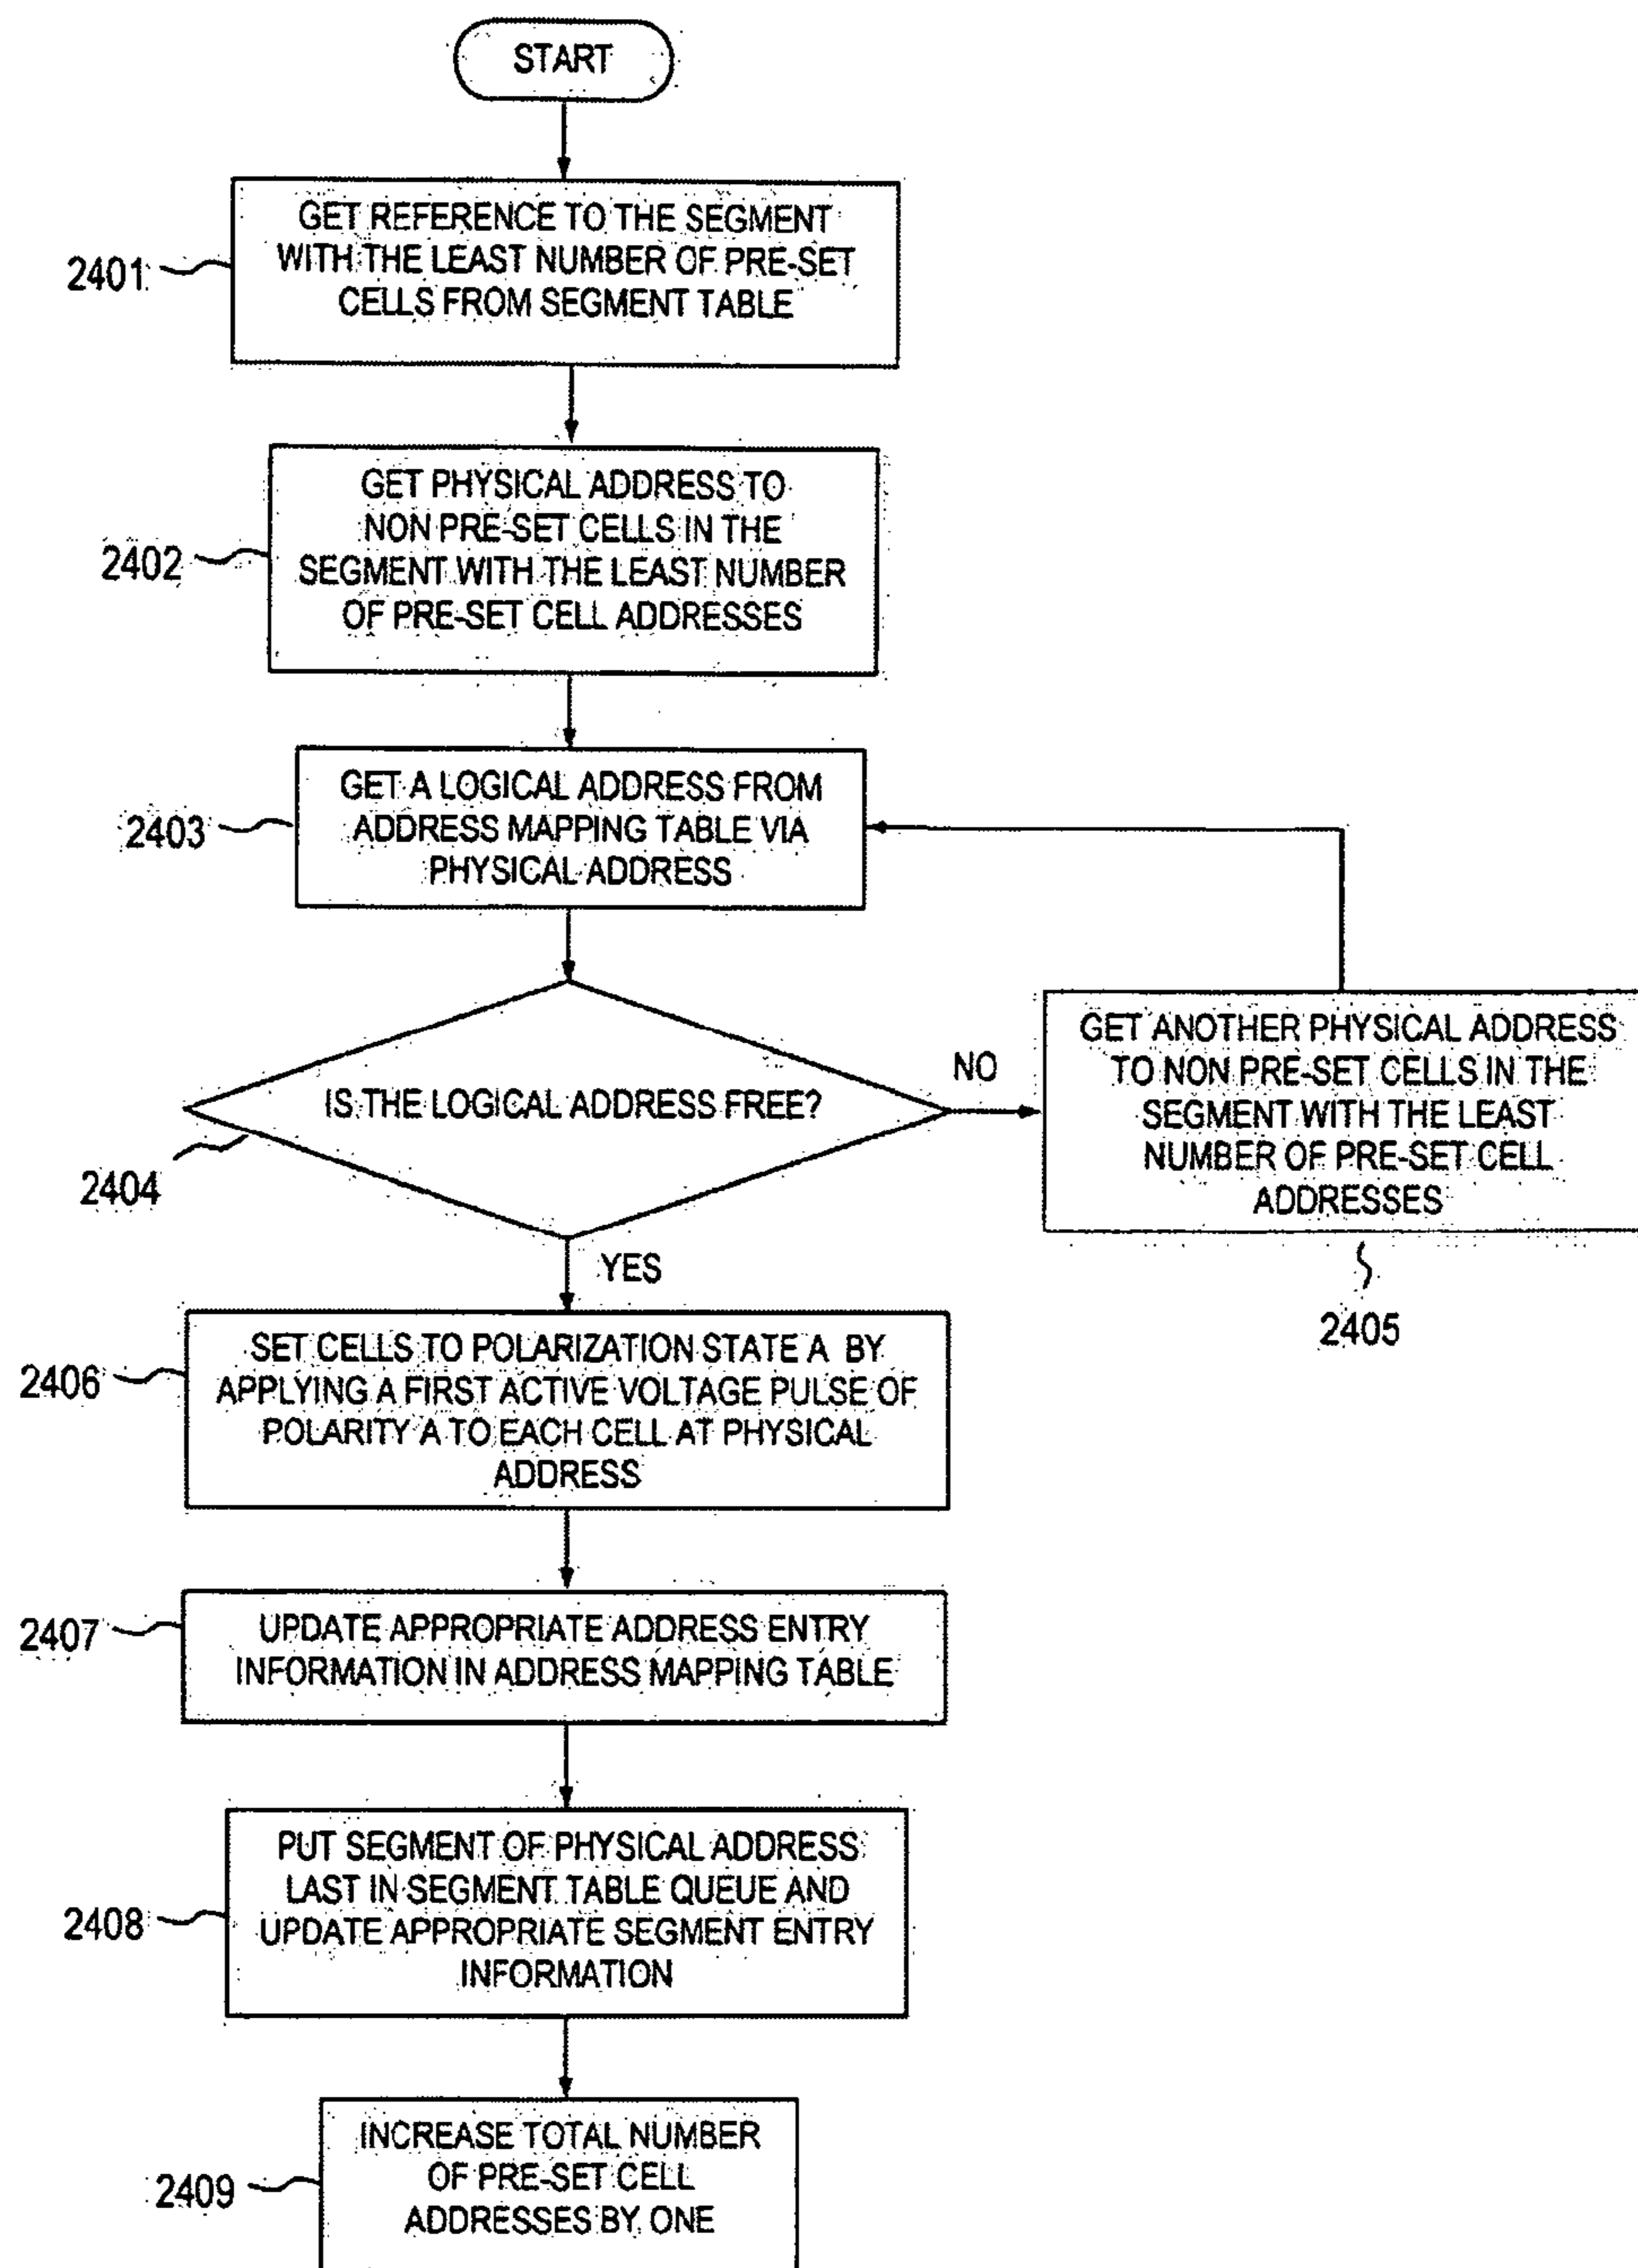 START
2401
GET REFERENCE TO THE SEGMENT
WITH THE LEAST NUMBER OF PRE-SET
CELLS FROM SEGMENT TABLE
2402
GET PHYSICAL ADDRESS TO
NON PRE-SET CELLS IN THE
SEGMENT WITH THE LEAST NUMBER
OF PRE-SET CELL ADDRESSES
2403
GET A LOGICAL ADDRESS FROM
ADDRESS MAPPING TABLE VIA
PHYSICAL ADDRESS
IS THE LOGICAL ADDRESS FREE?
2404
NO
GET ANOTHER PHYSICAL ADDRESS
TO NON PRE-SET CELLS IN THE
SEGMENT WITH THE LEAST
NUMBER OF PRE-SET CELL
ADDRESSES
2405
YES
2406
SET CELLS TO POLARIZATION STATE A BY
APPLYING A FIRST ACTIVE VOLTAGE PULSE OF
POLARITY A TO EACH CELL AT PHYSICAL
ADDRESS
2407
UPDATE APPROPRIATE ADDRESS ENTRY
INFORMATION IN ADDRESS MAPPING TABLE
2408
PUT SEGMENT OF PHYSICAL ADDRESS
LAST IN SEGMENT TABLE QUEUE AND
UPDATE APPROPRIATE SEGMENT ENTRY
INFORMATION
2409
INCREASE TOTAL NUMBER
OF PRE-SET CELL
ADDRESSES BY ONE